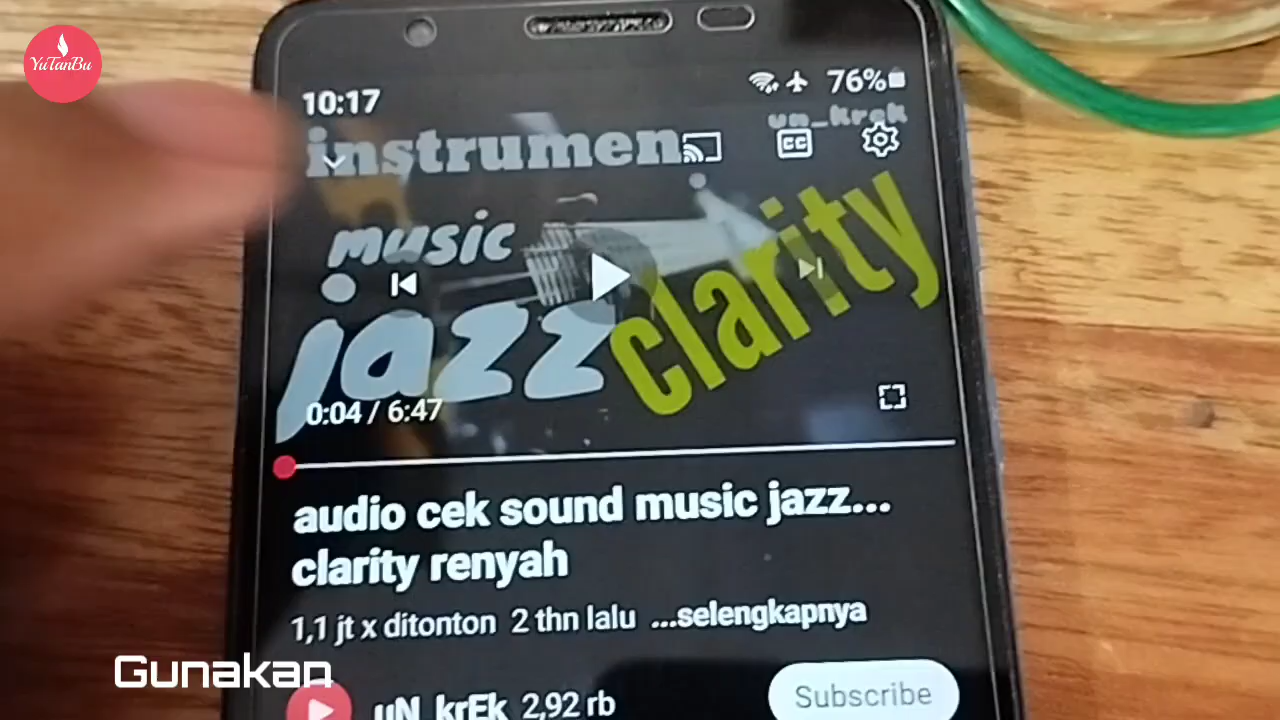 YuTanBu
10:17
76%
un_krek
instrumen
CC
music
jazz
clarity
0:04 / 6:47
audio cek sound music jazz...
clarity renyah
1,1 jt x ditonton 2 thn lalu ...selengkapnya
Gunakan
uN_krEk 2,92 rb
Subscribe